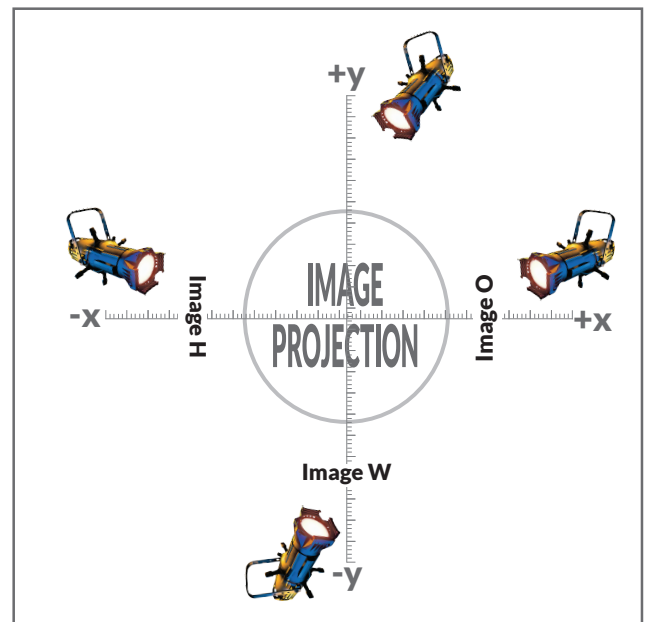 +y
IMAGE
PROJECTION
-x
+x
Image H
Image O
Image W
-y